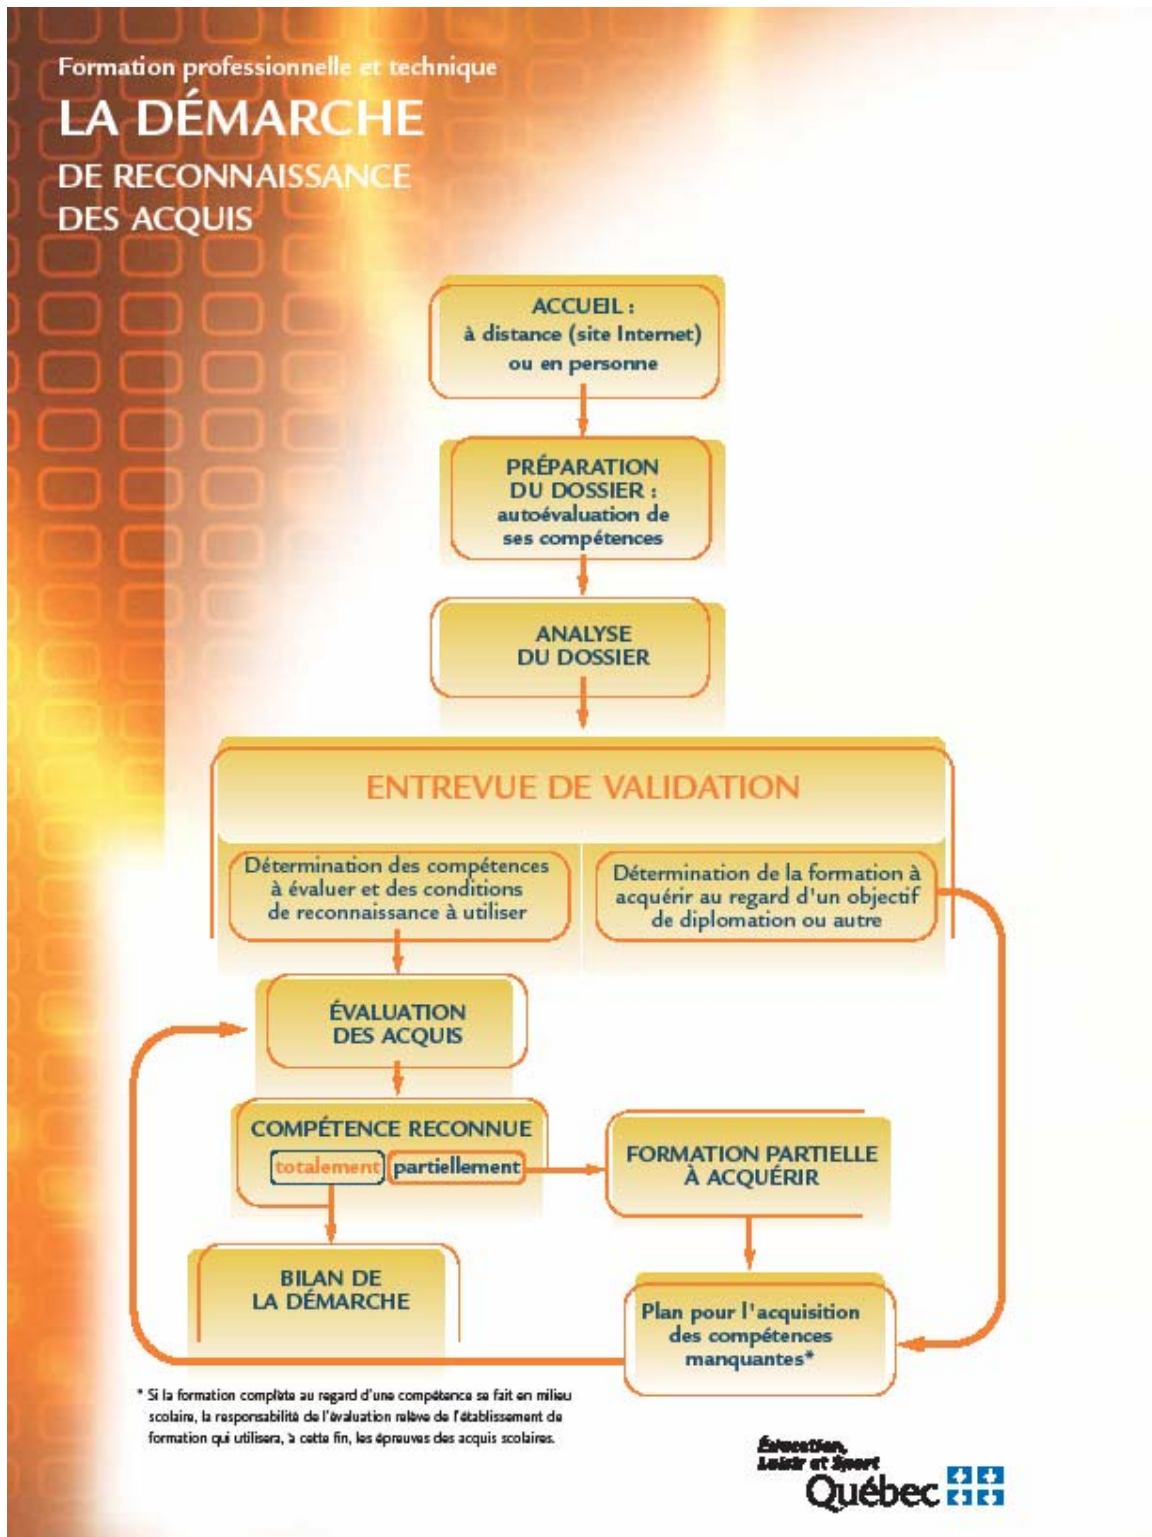 Formation professionnelle et technique
LA DÉMARCHE
DE RECONNAISSANCE
DES ACQUIS
ACCUEIL :
à distance (site Internet)
ou en personne
PRÉPARATION
DU DOSSIER :
autoévaluation de
ses compétences
ANALYSE
DU DOSSIER
ENTREVUE DE VALIDATION
Détermination des compétences
à évaluer et des conditions
de reconnaissance à utiliser
Détermination de la formation à
acquérir au regard d'un objectif
de diplomation ou autre
ÉVALUATION
DES ACQUIS
COMPÉTENCE RECONNUE
totalement partiellement
FORMATION PARTIELLE
À ACQUÉRIR
BILAN DE
LA DÉMARCHE
Plan pour l'acquisition
des compétences
manquantes*
* Si la formation complète au regard d'une compétence se fait en milieu
scolaire, la responsabilité de l'évaluation relève de l'établissement de
formation qui utilisera, à cette fin, les épreuves des acquis scolaires.
Éducation,
Loisir et Sport
Québec